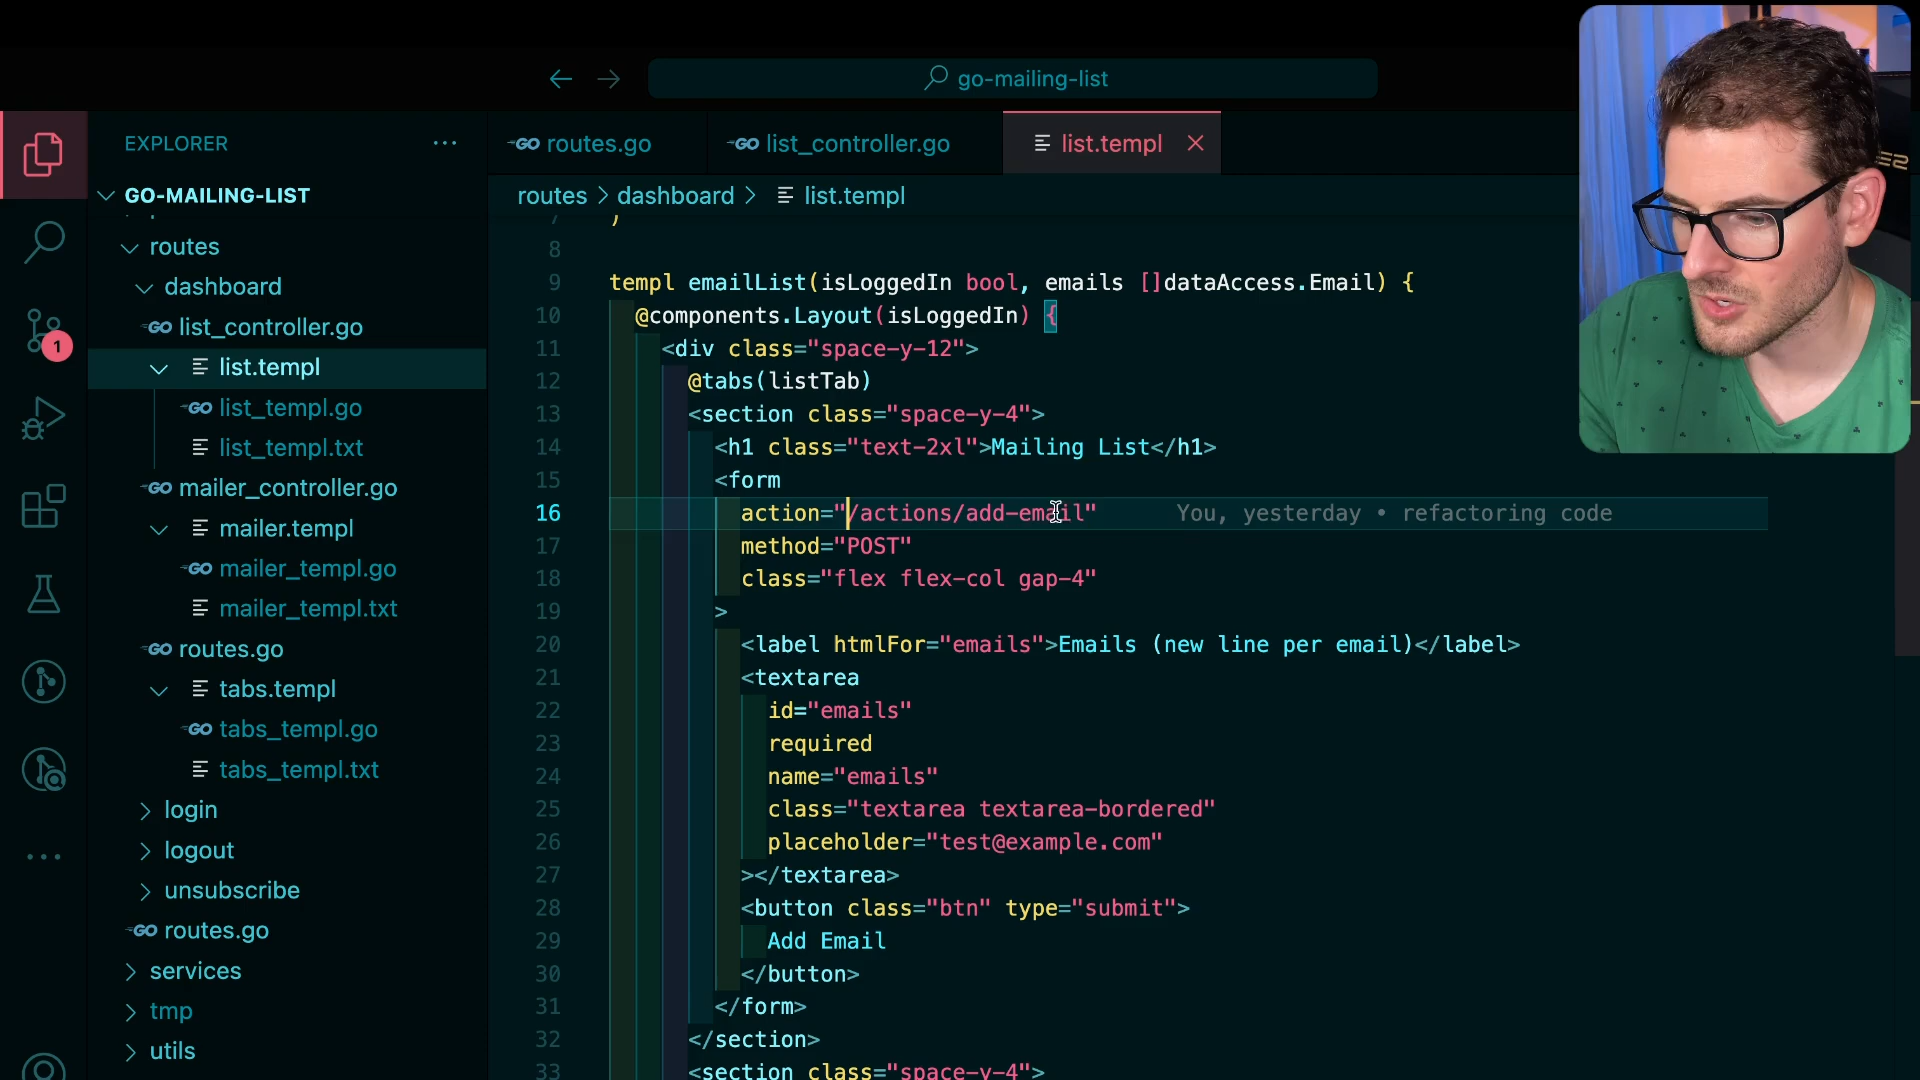 go-mailing-list
EXPLORER
GO-MAILING-LIST
routes
dashboard
list_controller.go
list.templ
list_templ.go
list_templ.txt
mailer_controller.go
mailer.templ
mailer_templ.go
mailer_templ.txt
routes.go
tabs.templ
tabs_templ.go
tabs_templ.txt
login
logout
unsubscribe
routes.go
services
tmp
utils
1
routes.go
list_controller.go
list.templ
routes > dashboard > list.templ
7 )
8
9 templ emailList(isLoggedIn bool, emails []dataAccess.Email) {
10 @components.Layout(isLoggedIn) {
11 <div class="space-y-12">
12 @tabs(listTab)
13 <section class="space-y-4">
14 <h1 class="text-2xl">Mailing List</h1>
15 <form
16 action="/actions/add-email" You, yesterday • refactoring code
17 method="POST"
18 class="flex flex-col gap-4"
19 >
20 <label htmlFor="emails">Emails (new line per email)</label>
21 <textarea
22 id="emails"
23 required
24 name="emails"
25 class="textarea textarea-bordered"
26 placeholder="test@example.com"
27 ></textarea>
28 <button class="btn" type="submit">
29 Add Email
30 </button>
31 </form>
32 </section>
33 <section class="space-y-4">